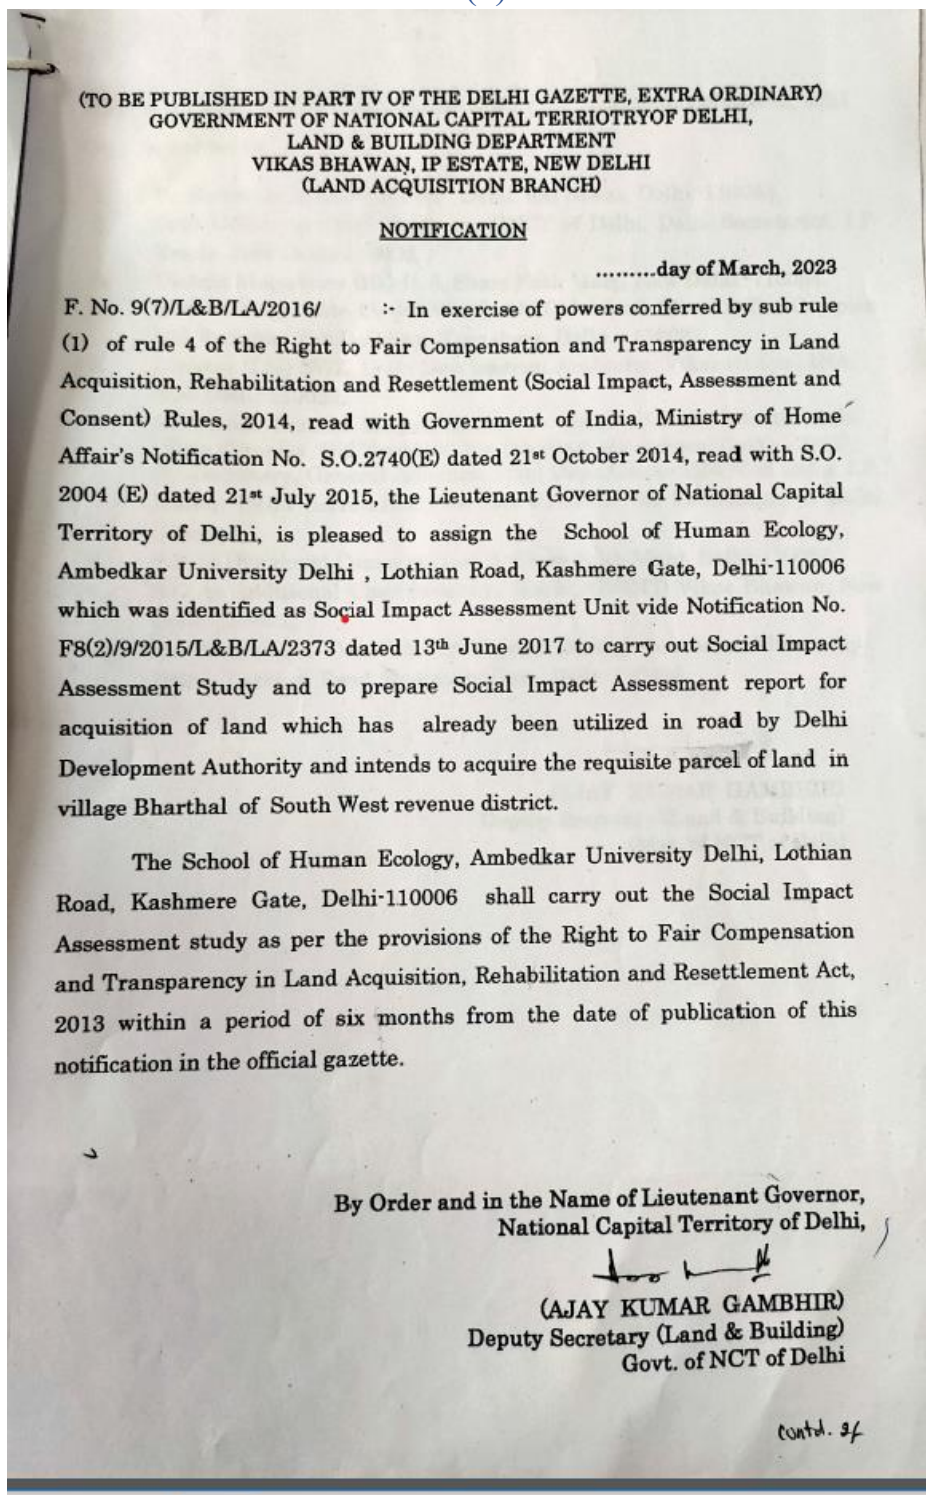 (TO BE PUBLISHED IN PART IV OF THE DELHI GAZETTE, EXTRA ORDINARY)
GOVERNMENT OF NATIONAL CAPITAL TERRIOTRYOF DELHI,
LAND & BUILDING DEPARTMENT
VIKAS BHAWAN, IP ESTATE, NEW DELHI
(LAND ACQUISITION BRANCH)
NOTIFICATION
.........day of March, 2023
F. No. 9(7)/L&B/LA/2016/ :- In exercise of powers conferred by sub rule
(1) of rule 4 of the Right to Fair Compensation and Transparency in Land
Acquisition, Rehabilitation and Resettlement (Social Impact, Assessment and
Consent) Rules, 2014, read with Government of India, Ministry of Home
Affair's Notification No. S.O.2740(E) dated 21st October 2014, read with S.O.
2004 (E) dated 21st July 2015, the Lieutenant Governor of National Capital
Territory of Delhi, is pleased to assign the School of Human Ecology,
Ambedkar University Delhi , Lothian Road, Kashmere Gate, Delhi-110006
which was identified as Social Impact Assessment Unit vide Notification No.
F8(2)/9/2015/L&B/LA/2373 dated 13th June 2017 to carry out Social Impact
Assessment Study and to prepare Social Impact Assessment report for
acquisition of land which has already been utilized in road by Delhi
Development Authority and intends to acquire the requisite parcel of land in
village Bharthal of South West revenue district.
The School of Human Ecology, Ambedkar University Delhi, Lothian
Road, Kashmere Gate, Delhi-110006 shall carry out the Social Impact
Assessment study as per the provisions of the Right to Fair Compensation
and Transparency in Land Acquisition, Rehabilitation and Resettlement Act,
2013 within a period of six months from the date of publication of this
notification in the official gazette.
By Order and in the Name of Lieutenant Governor,
National Capital Territory of Delhi,
(AJAY KUMAR GAMBHIR)
Deputy Secretary (Land & Building)
Govt. of NCT of Delhi
Contd. 2/